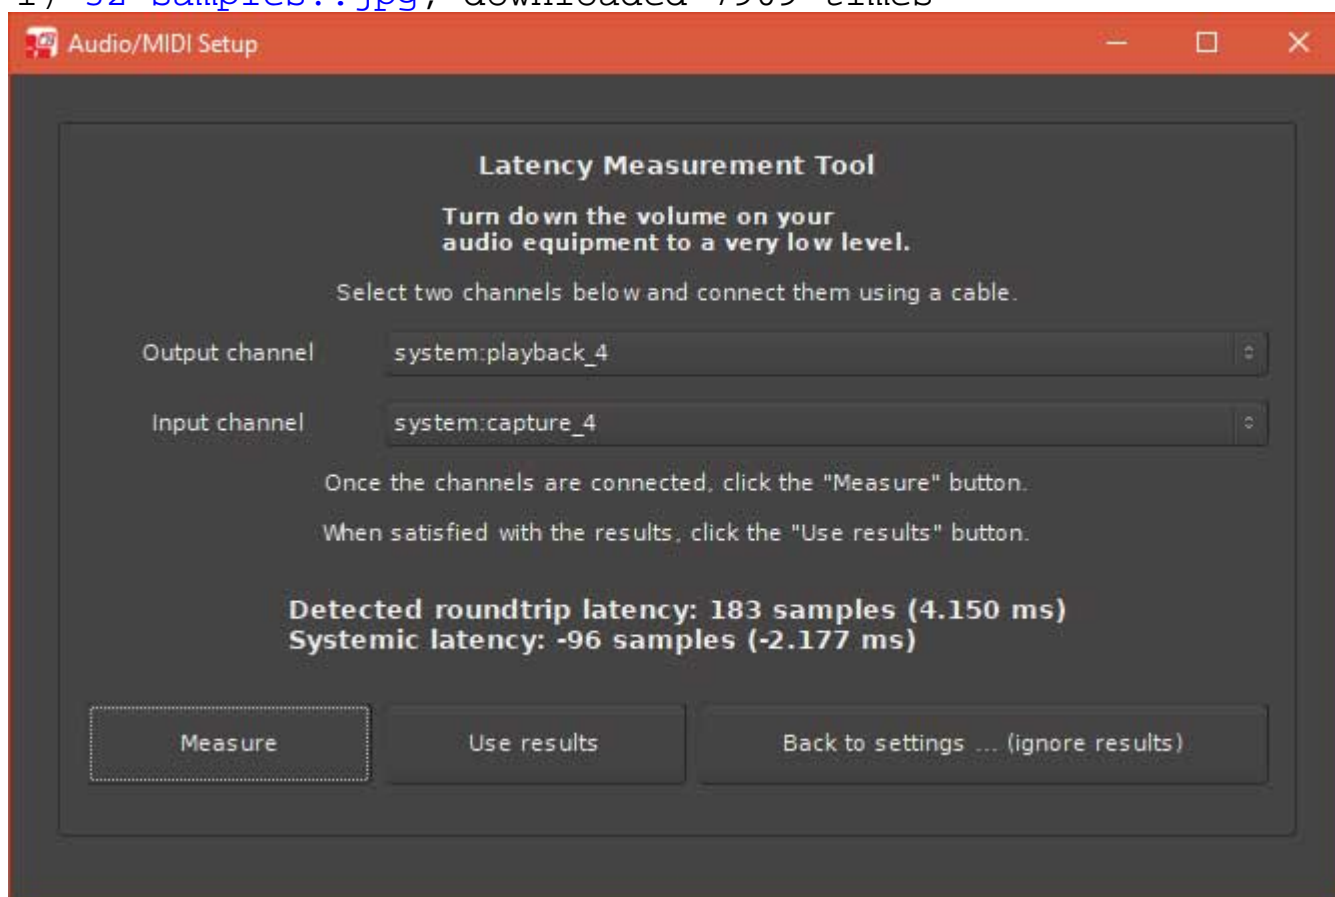 Audio/MIDI Setup
Latency Measurement Tool
Turn down the volume on your
audio equipment to a very low level.
Select two channels below and connect them using a cable.
Output channel system:playback_4
Input channel system:capture_4
Once the channels are connected, click the "Measure" button.
When satisfied with the results, click the "Use results" button.
Detected roundtrip latency: 183 samples (4.150 ms)
Systemic latency: -96 samples (-2.177 ms)
Measure Use results Back to settings ... (ignore results)